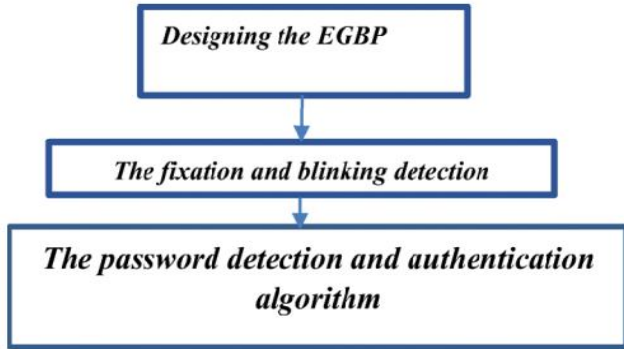 Designing the EGBP
The fixation and blinking detection
The password detection and authentication
algorithm